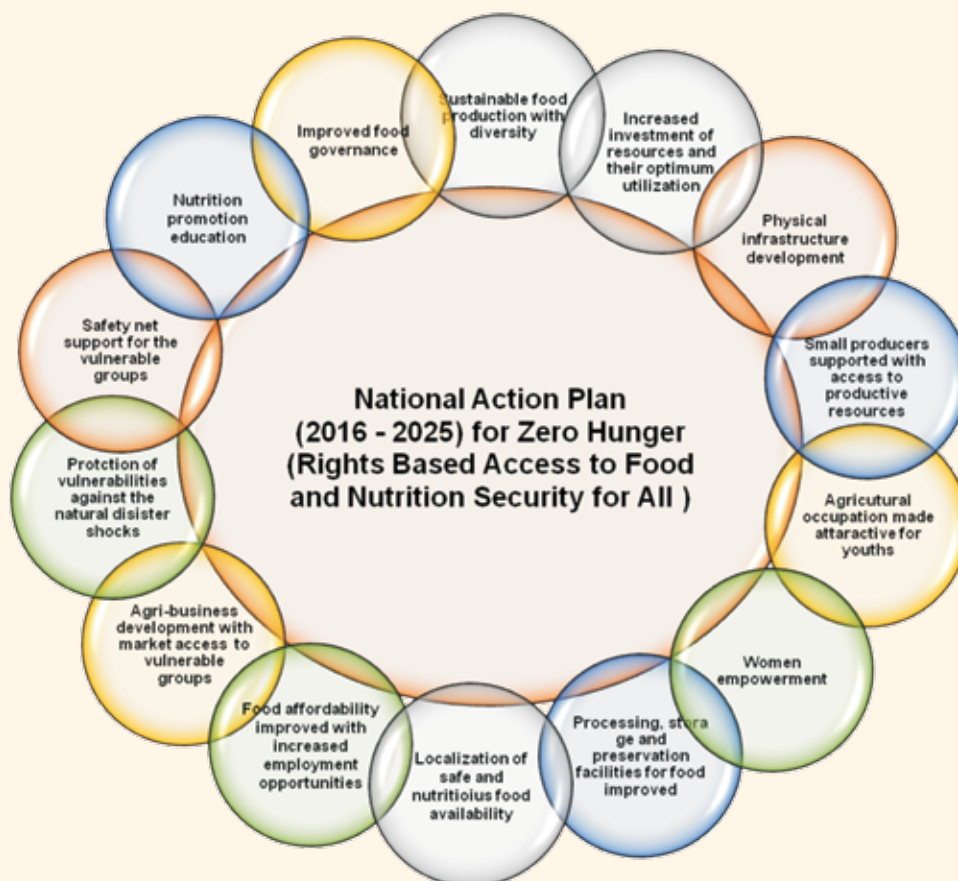 Sustainable food
production with
diversity
Increased
investment of
resources and
their optimum
utilization
Physical
infrastructure
development
Small producers
supported with
access to
productive
resources
Agricutural
occupation made
attaractive for
youths
Women
empowerment
Processing, stora
ge and
preservation
facilities for food
improved
Localization of
safe and
nutritioius food
availability
Food affordability
improved with
increased
employment
opportunities
Agri-business
development with
market access to
vulnerable
groups
Protction of
vulnerabilities
against the
natural disister
shocks
Safety net
support for the
vulnerable
groups
Nutrition
promotion
education
Improved food
governance
National Action Plan
(2016 - 2025) for Zero Hunger
(Rights Based Access to Food
and Nutrition Security for All )